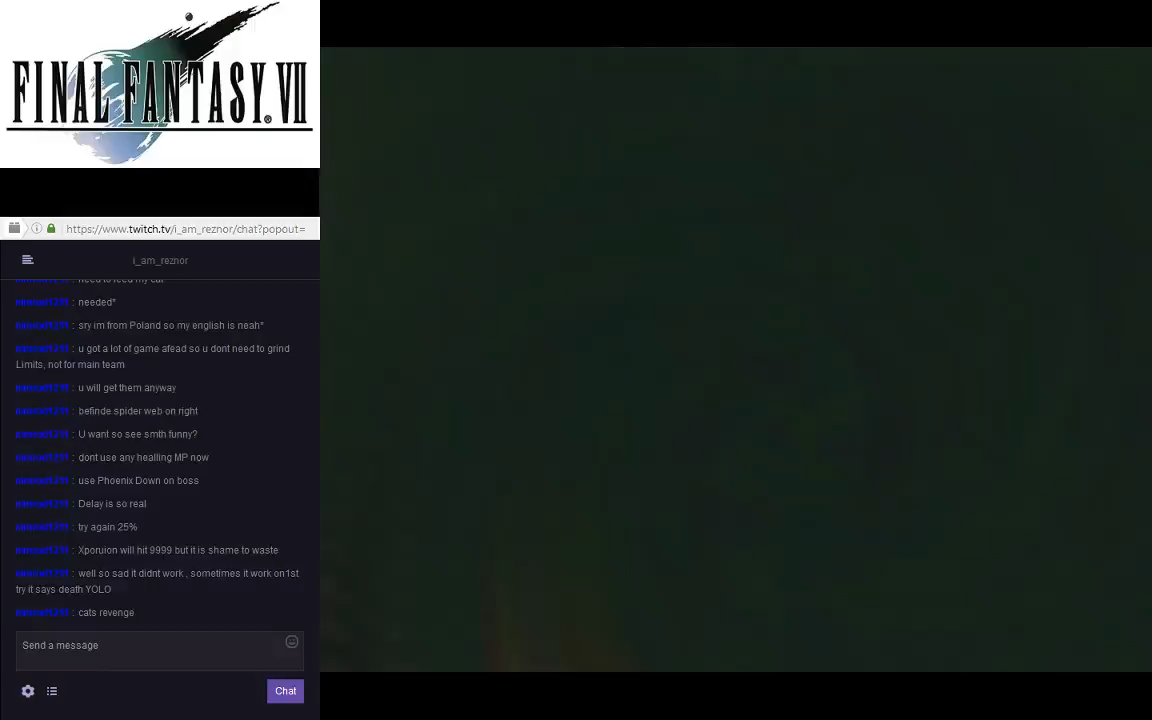 FINAL FANTASY. VII
https://www.twitch.tv/i_am_reznor/chat?popout=
i_am_reznor
need to feed my cat
: needed*
: sry im from Poland so my english is neah*
: u got a lot of game afead so u dont need to grind
Limits, not for main team
: u will get them anyway
: befinde spider web on right
: U want so see smth funny?
: dont use any healling MP now
: use Phoenix Down on boss
: Delay is so real
: try again 25%
: Xporuion will hit 9999 but it is shame to waste
: well so sad it didnt work , sometimes it work on1st
try it says death YOLO
: cats revenge
Send a message
Chat